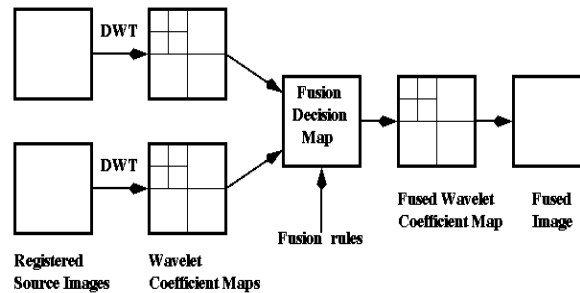 DWT
Fusion
Decision
Map
DWT
Fused Wavelet
Coefficient Map
Fused
Image
Fusion rules
Registered
Source Images
Wavelet
Coefficient Maps